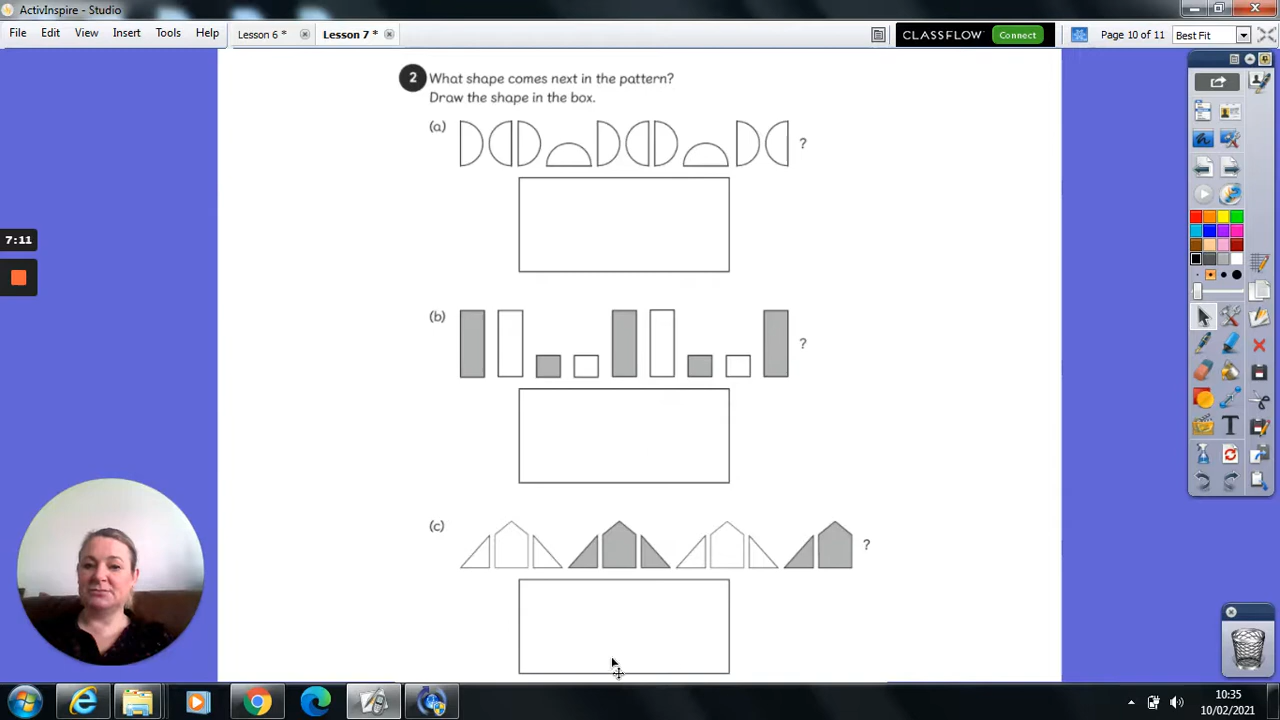 ActivInspire - Studio
File Edit View Insert Tools Help
Lesson 6 *
Lesson 7 *
CLASSFLOW Connect
Page 10 of 11
Best Fit
2 What shape comes next in the pattern?
Draw the shape in the box.
(a)
?
7:11
(b)
?
(c)
?
T
10:35
10/02/2021